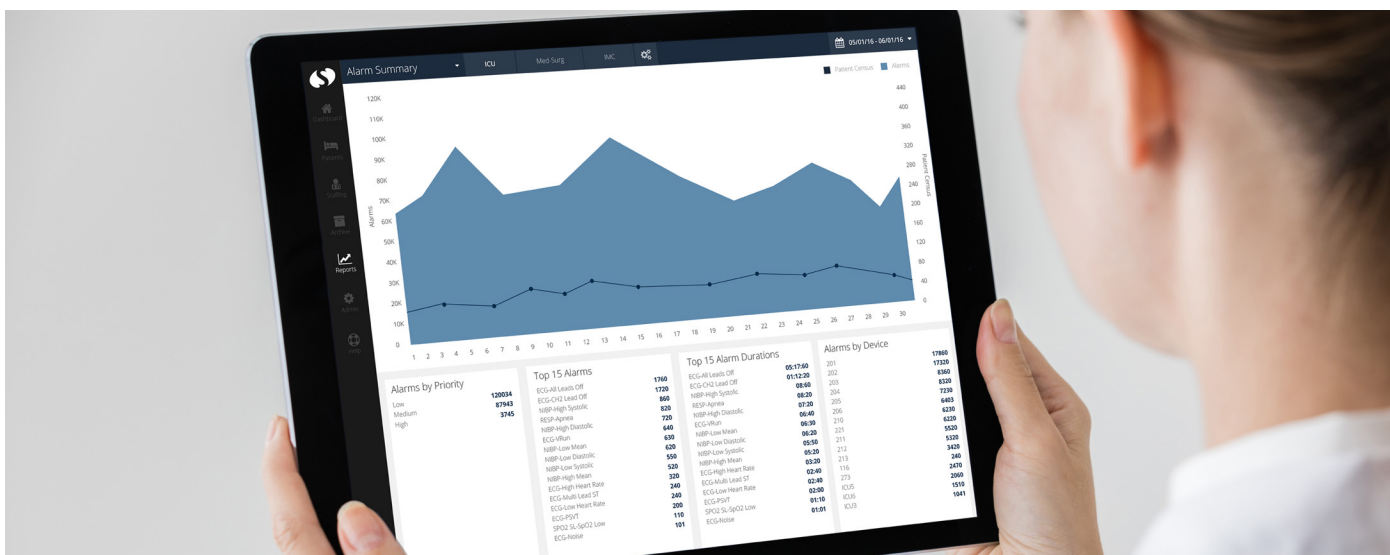 Alarm Summary
ICU
Med-Surg
IMC
05/01/16 - 06/01/16
Dashboard
Patients
Staffing
Archive
Reports
Admin
Help
Patient Census
Alarms
120K
110K
100K
90K
80K
70K
60K
50K
40K
30K
20K
10K
0
Alarms
440
400
360
320
280
240
200
160
120
80
40
0
Patient Census
1 2 3 4 5 6 7 8 9 10 11 12 13 14 15 16 17 18 19 20 21 22 23 24 25 26 27 28 29 30
Alarms by Priority
Low 120034
Medium 87943
High 3745
Top 15 Alarms
ECG-All Leads Off 1760
ECG-CH2 Lead Off 1720
NIBP-High Systolic 860
RESP-Apnea 820
NIBP-High Diastolic 720
ECG-VRun 640
NIBP-Low Mean 630
NIBP-Low Diastolic 620
NIBP-Low Systolic 550
NIBP-High Mean 520
ECG-High Heart Rate 320
ECG-Multi Lead ST 240
ECG-Low Heart Rate 240
ECG-PSVT 200
SPO2 SL-SpO2 Low 110
ECG-Noise 101
Top 15 Alarm Durations
ECG-All Leads Off 05:17:60
ECG-CH2 Lead Off 01:12:20
NIBP-High Systolic 08:60
RESP-Apnea 08:20
NIBP-High Diastolic 07:20
ECG-VRun 06:40
NIBP-Low Mean 06:30
NIBP-Low Diastolic 06:20
NIBP-Low Systolic 05:50
NIBP-High Mean 05:20
ECG-High Heart Rate 03:20
ECG-Multi Lead ST 02:40
ECG-Low Heart Rate 02:40
ECG-PSVT 02:00
SPO2 SL-SpO2 Low 01:10
ECG-Noise 01:01
Alarms by Device
201 17860
202 17320
203 8360
204 8320
205 7230
206 6403
210 6230
221 6220
211 5520
212 5320
213 3420
116 240
273 2470
ICU5 2060
ICU6 1510
ICU3 1041